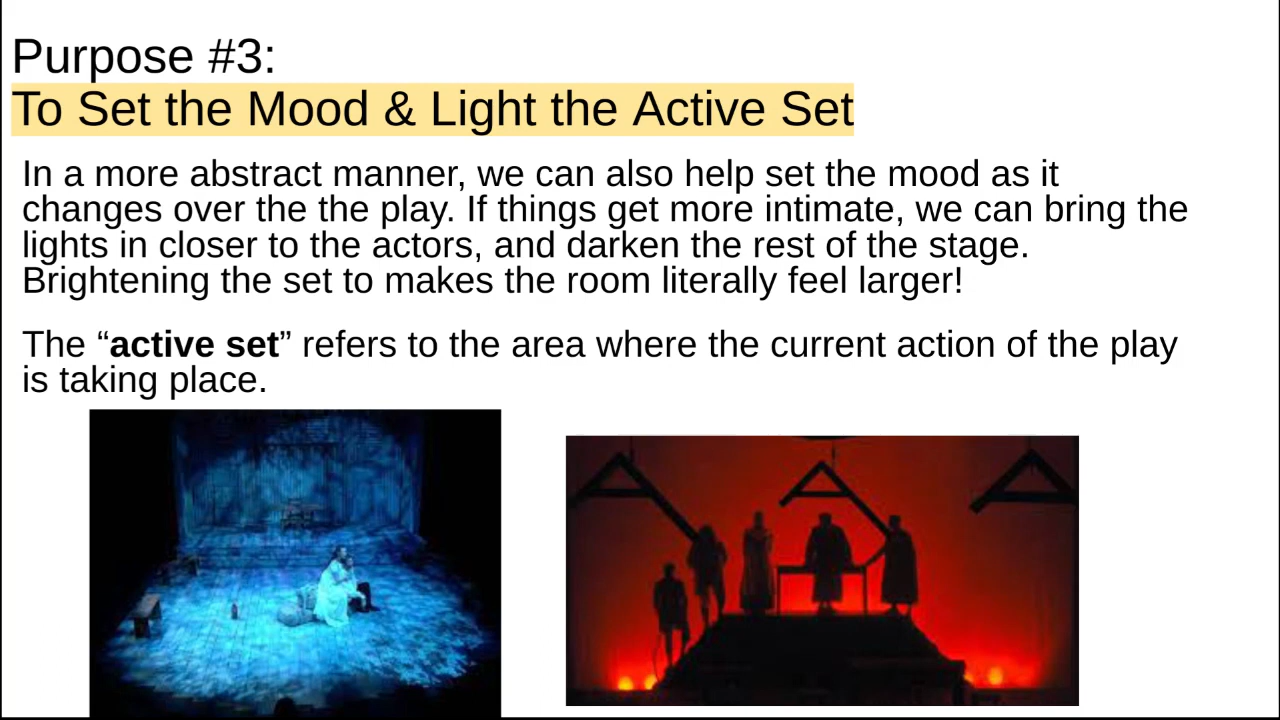 Purpose #3:
To Set the Mood & Light the Active Set
In a more abstract manner, we can also help set the mood as it
changes over the the play. If things get more intimate, we can bring the
lights in closer to the actors, and darken the rest of the stage.
Brightening the set to makes the room literally feel larger!
The “active set” refers to the area where the current action of the play
is taking place.